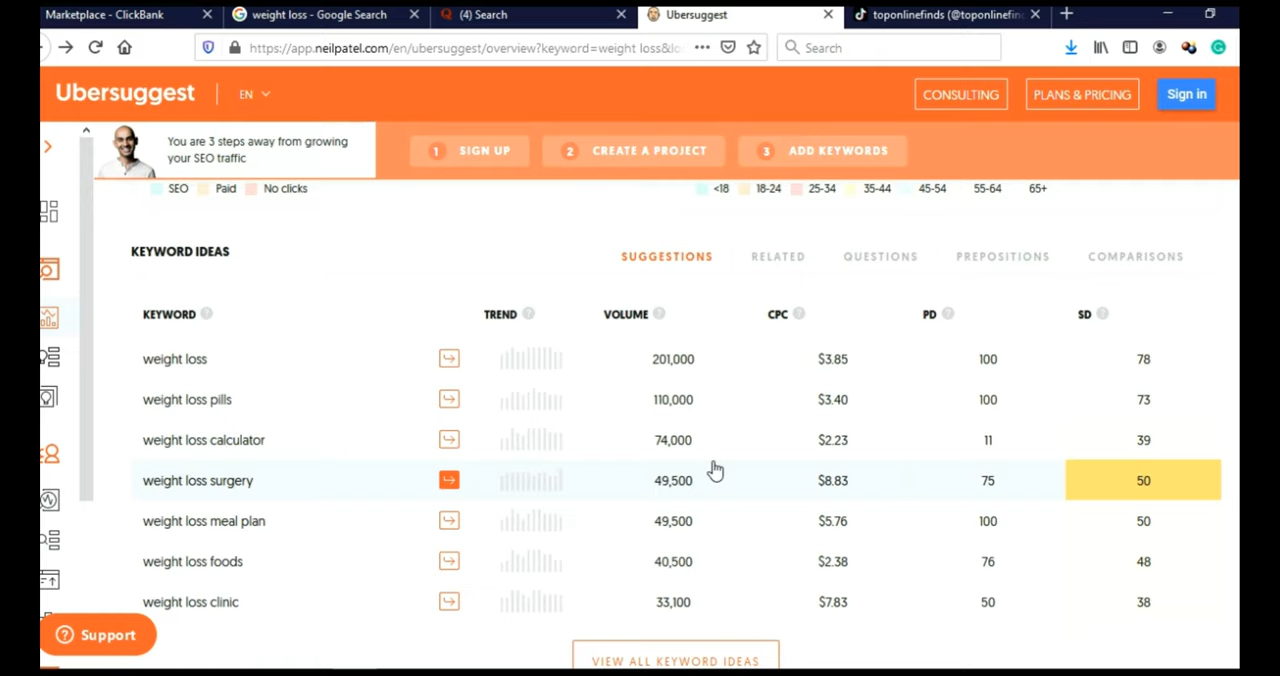 Marketplace - ClickBank
weight loss - Google Search
(4) Search
Ubersuggest
toponlinefinds (@toponlinefin
https://app.neilpatel.com/en/ubersuggest/overview?keyword=weight loss&lo
Search
Ubersuggest
EN
CONSULTING
PLANS & PRICING
Sign in
You are 3 steps away from growing
your SEO traffic
1 SIGN UP
2 CREATE A PROJECT
3 ADD KEYWORDS
SEO Paid No clicks
<18 18-24 25-34 35-44 45-54 55-64 65+
KEYWORD IDEAS
SUGGESTIONS RELATED QUESTIONS PREPOSITIONS COMPARISONS
KEYWORD TREND VOLUME CPC PD SD
weight loss 201,000 $3.85 100 78
weight loss pills 110,000 $3.40 100 73
weight loss calculator 74,000 $2.23 11 39
weight loss surgery 49,500 $8.83 75 50
weight loss meal plan 49,500 $5.76 100 50
weight loss foods 40,500 $2.38 76 48
weight loss clinic 33,100 $7.83 50 38
Support
VIEW ALL KEYWORD IDEAS